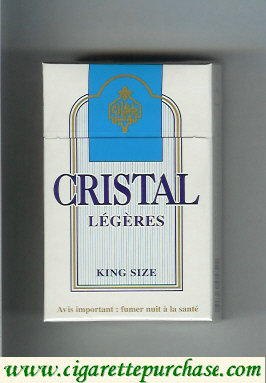 CRISTAL
LÉGÈRES
KING SIZE
Avis important : fumer nuit à la santé
www.cigarettepurchase.com